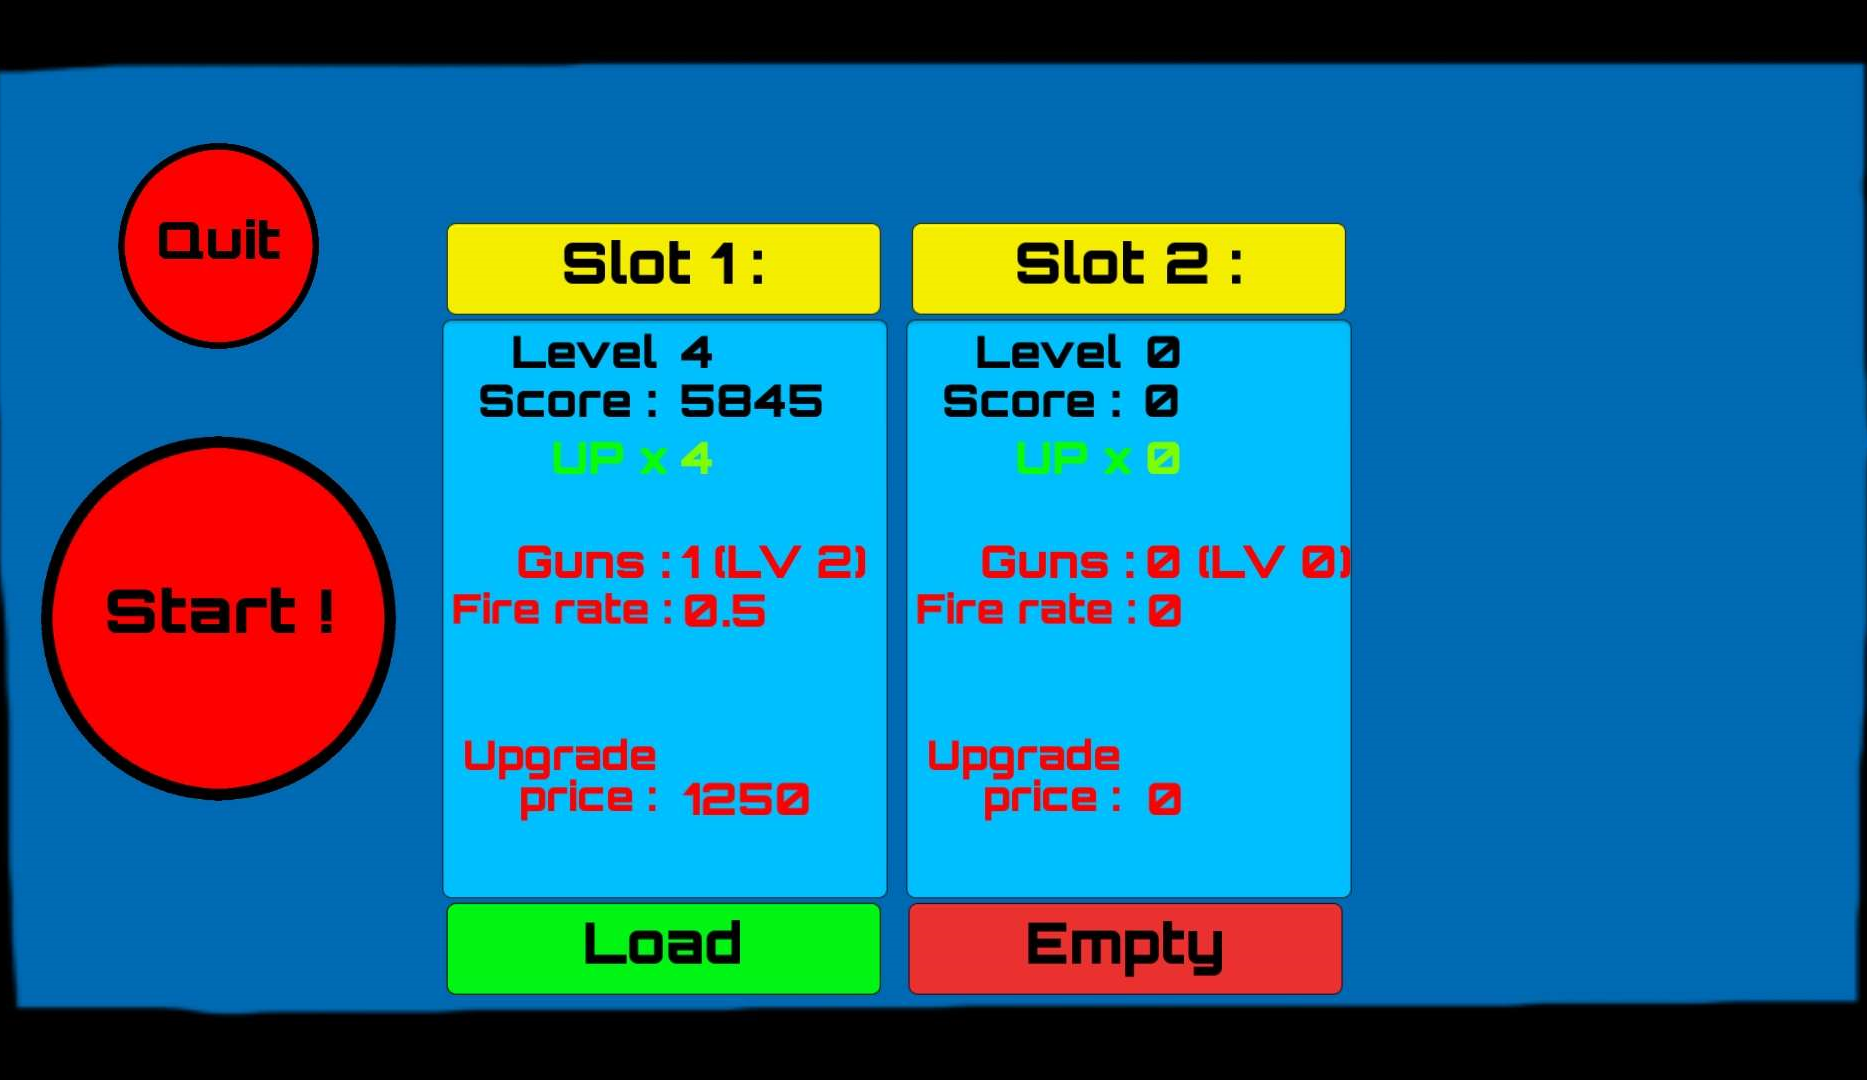 Quit
Start !
Slot 1 :
Level 4
Score : 5845
UP x 4
Guns : 1 (LV 2)
Fire rate : 0.5
Upgrade
price : 1250
Load
Slot 2 :
Level 0
Score : 0
UP x 0
Guns : 0 (LV 0)
Fire rate : 0
Upgrade
price : 0
Empty